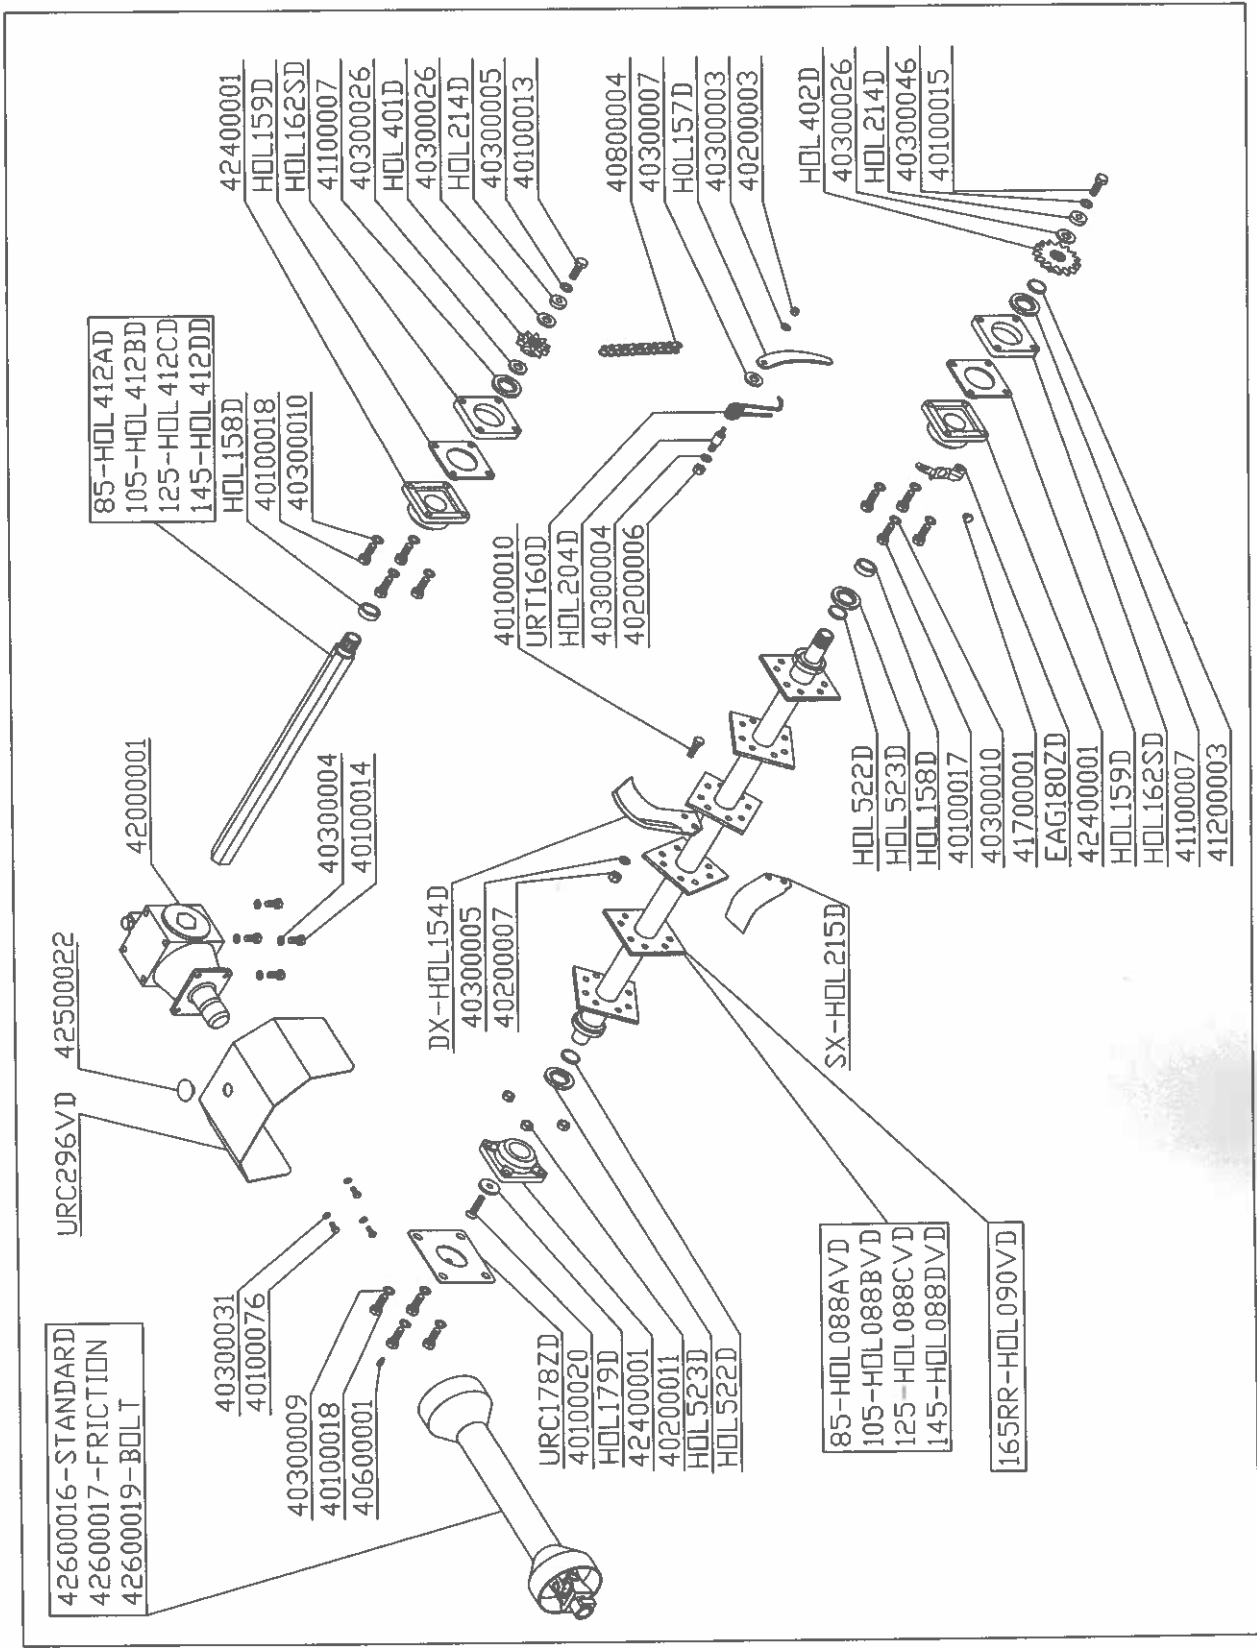 42600016-STANDARD
42600017-FRICTION
42600019-BOLT
URC296VD
42500022
42000001
40300004
40100014
85-HOL412AD
105-HOL412BD
125-HOL412CD
145-HOL412DD
HOL158D
40100018
40300010
42400001
HOL159D
HOL162SD
41100007
40300026
HOL401D
40300026
HOL214D
40300005
40100013
40300031
40100076
40300009
40100018
40600001
DX-HOL154D
40300005
40200007
40100010
URT160D
HOL204D
40300004
40200006
40800004
40300007
HOL157D
40300003
40200003
HOL402D
40300026
HOL214D
40300046
40100015
URC178ZD
40100020
HOL179D
42400001
40200011
HOL523D
HOL522D
SX-HOL215D
HOL522D
HOL523D
HOL158D
40100017
40300010
41700001
EAG180ZD
42400001
HOL159D
HOL162SD
41100007
41200003
85-HOL088AVD
105-HOL088BVD
125-HOL088CVD
145-HOL088DVD
165RR-HOL090VD